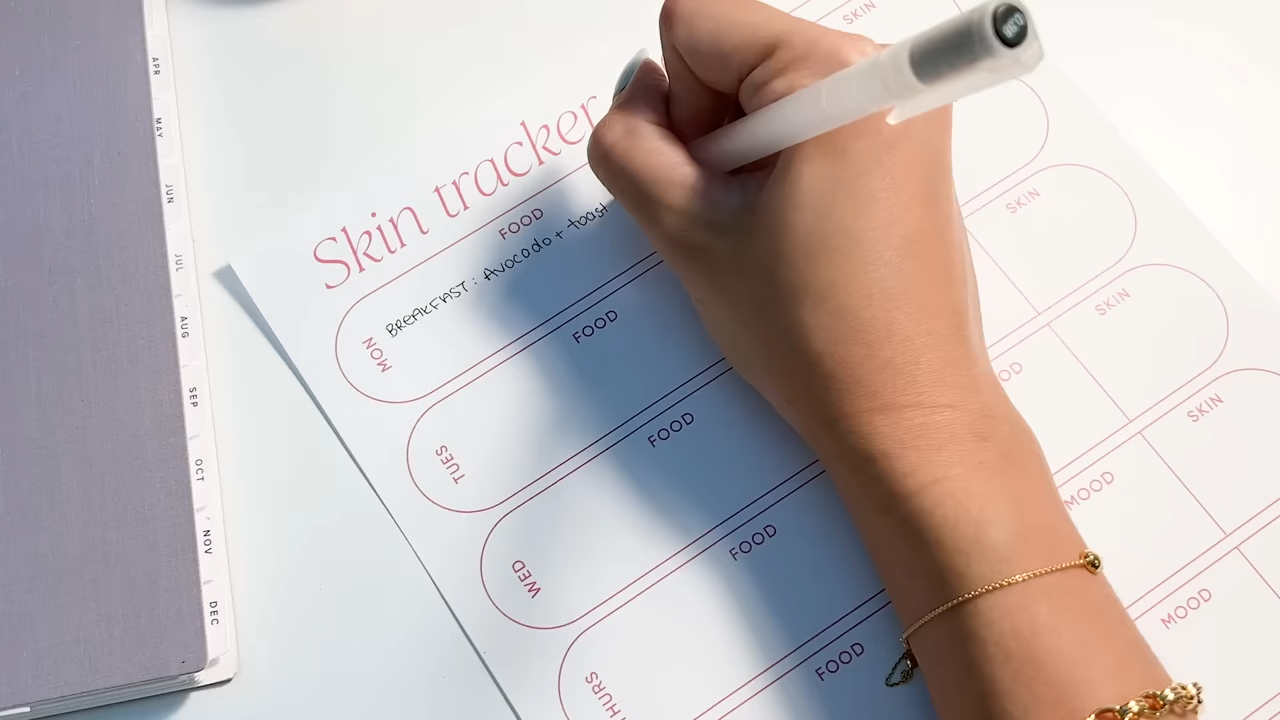 APR
MAY
JUN
JUL
AUG
SEP
OCT
NOV
DEC
Skin tracker
SKIN
FOOD
MON
BREAKFAST: Avocado + toast
FOOD
SKIN
TUES
FOOD
SKIN
WED
FOOD
MOOD
SKIN
THURS
FOOD
MOOD